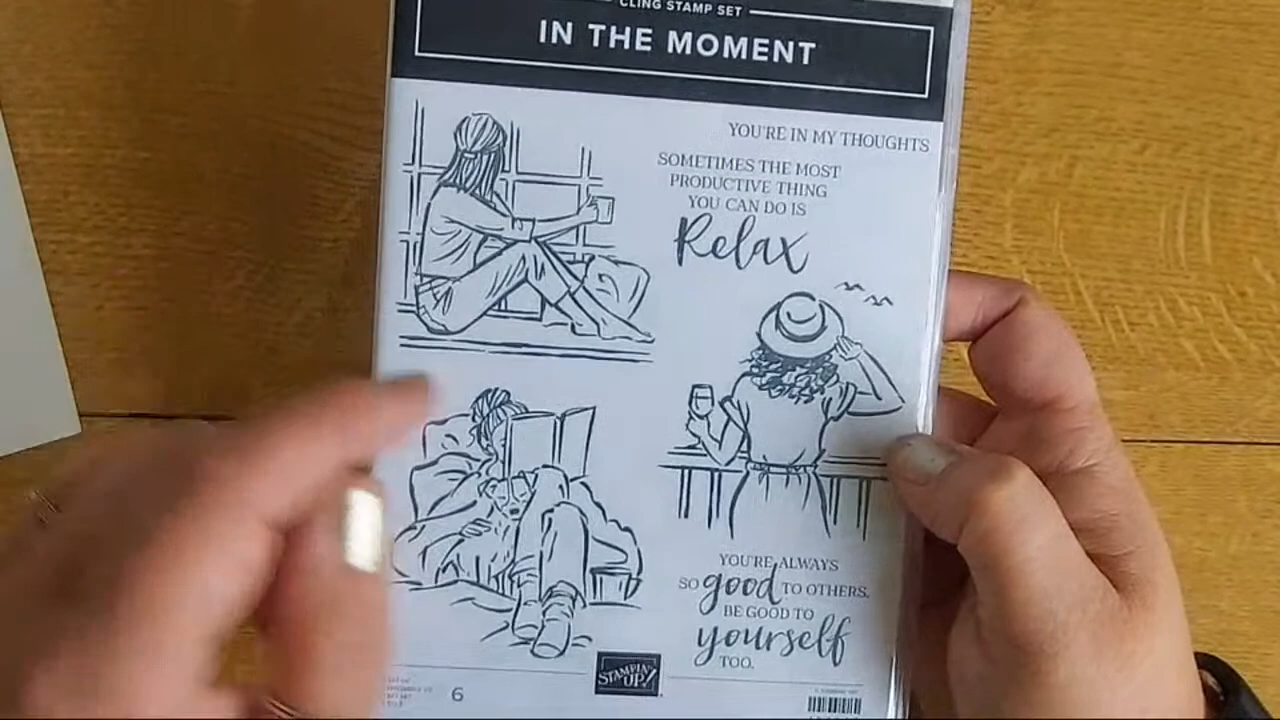 CLING STAMP SET
IN THE MOMENT
YOU'RE IN MY THOUGHTS
SOMETIMES THE MOST
PRODUCTIVE THING
YOU CAN DO IS
Relax
YOU'RE ALWAYS
SO good TO OTHERS.
BE GOOD TO
yourself
TOO.
STAMPIN' UP!
6